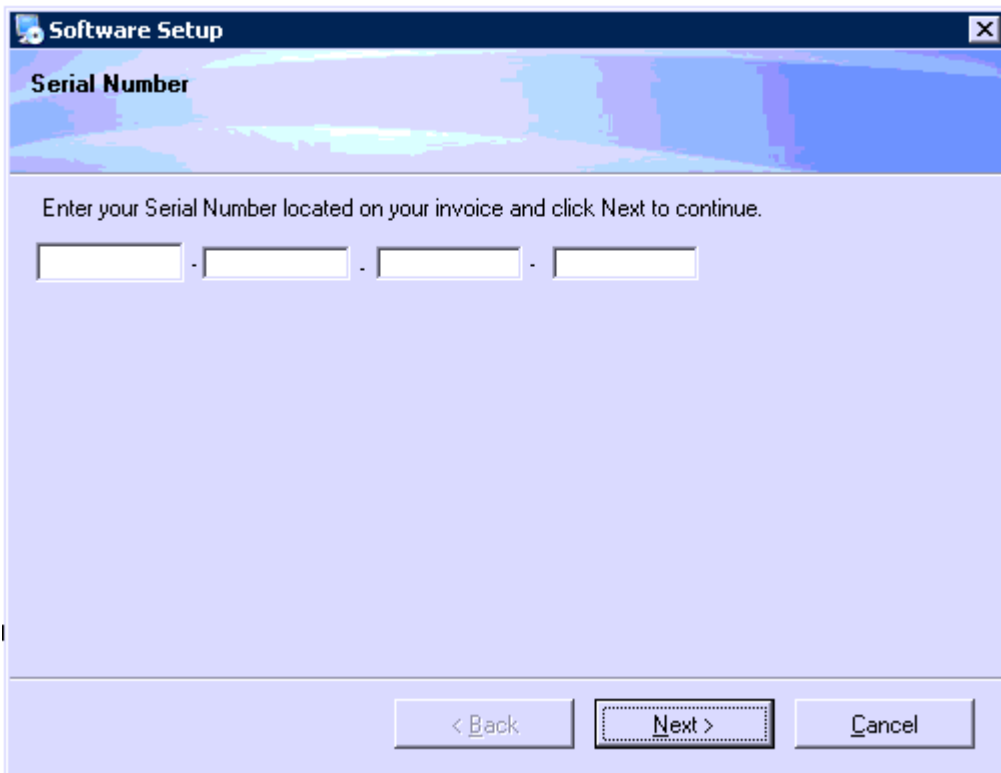 Software Setup
Serial Number
Enter your Serial Number located on your invoice and click Next to continue.
- - -
< Back Next > Cancel